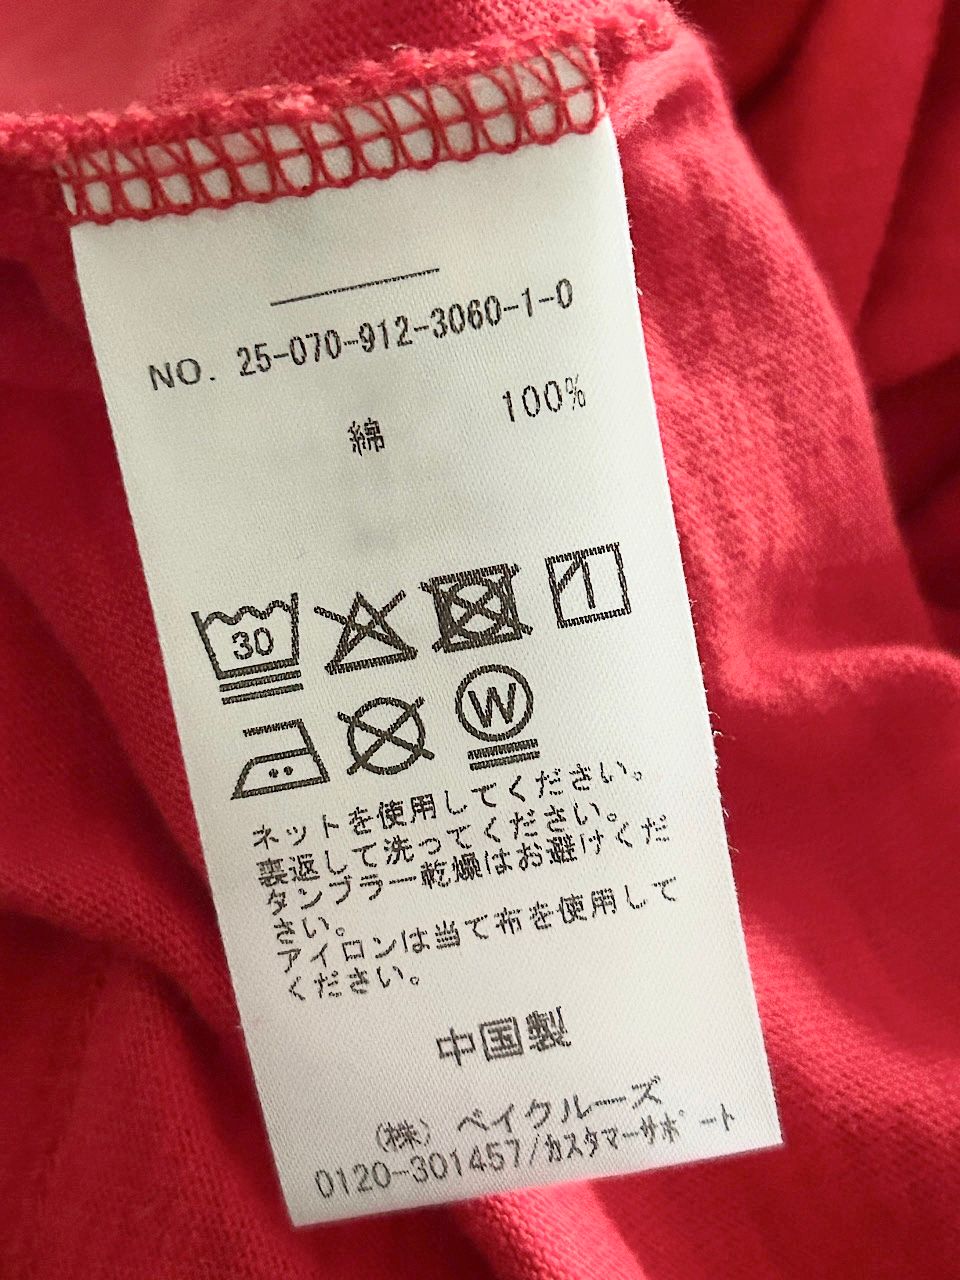 NO. 25-070-912-3060-1-0
綿 100%
30
W
ネットを使用してください。
裏返して洗ってください。
タンブラー乾燥はお避けくだ
さい。
アイロンは当て布を使用して
ください。
中国製
(株) ベイクルーズ
0120-301457/カスタマーサポート